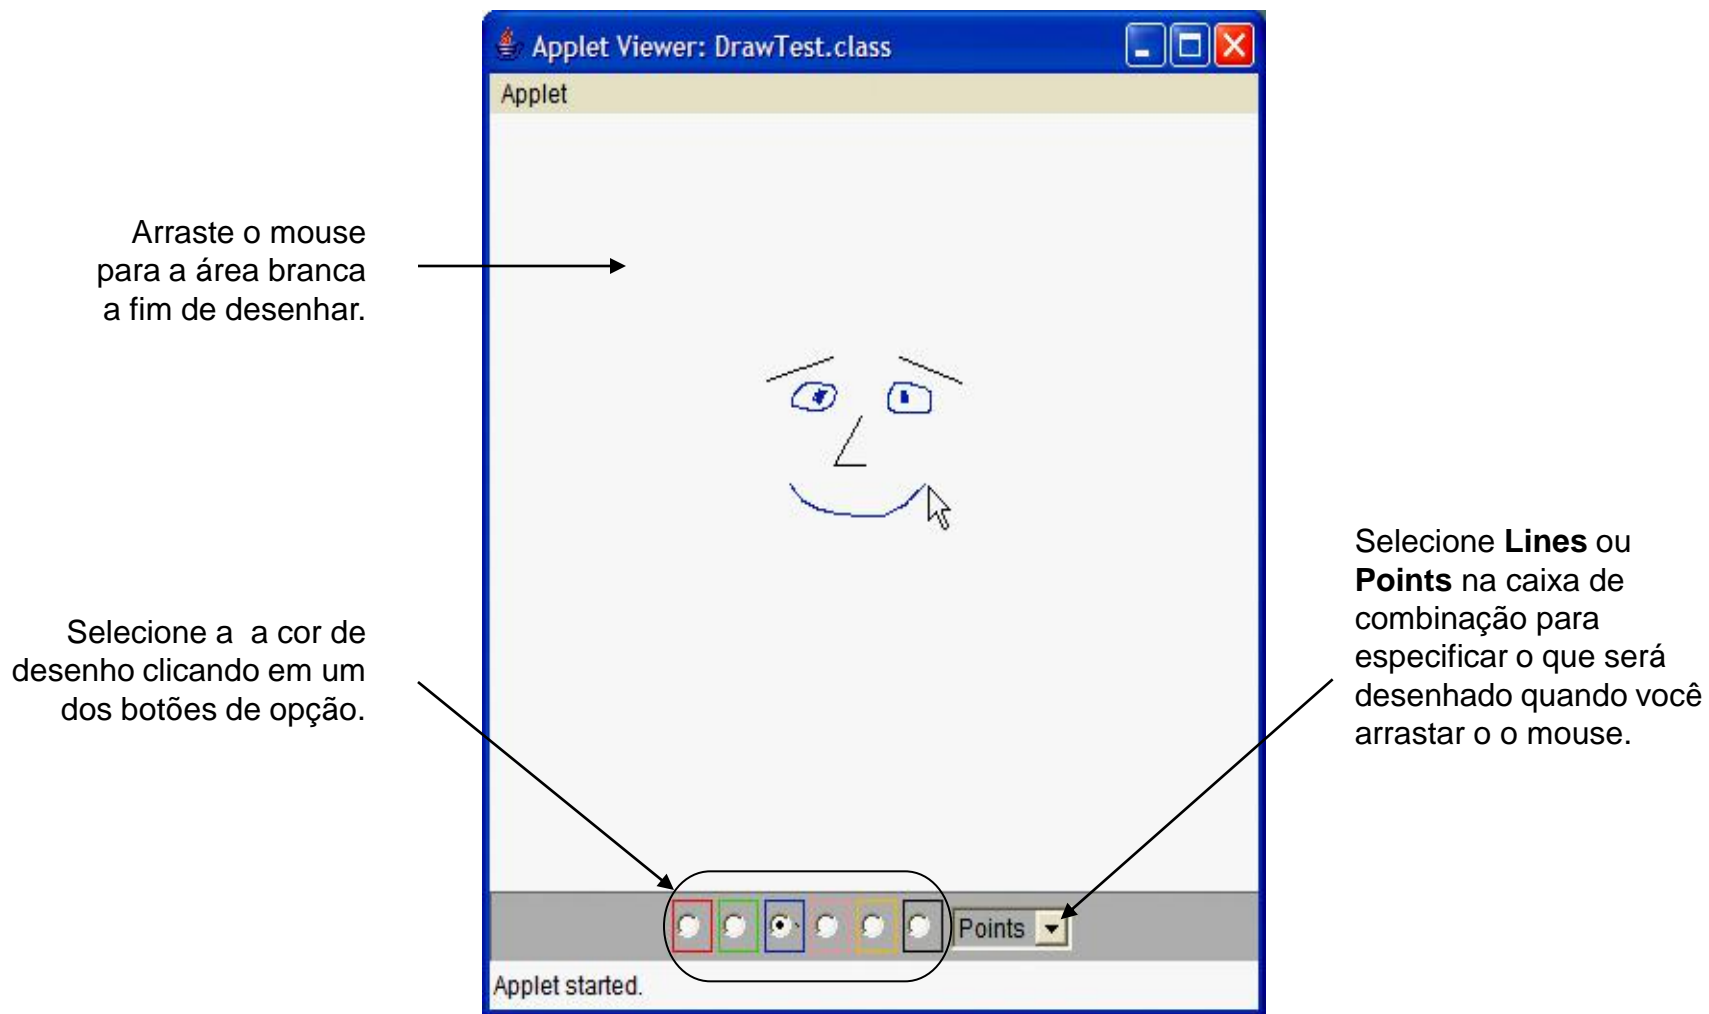 Applet Viewer: DrawTest.class
Applet
Arraste o mouse
para a área branca
a fim de desenhar.
Selecione a  a cor de
desenho clicando em um
dos botões de opção.
Selecione Lines ou
Points na caixa de
combinação para
especificar o que será
desenhado quando você
arrastar o o mouse.
Points
Applet started.